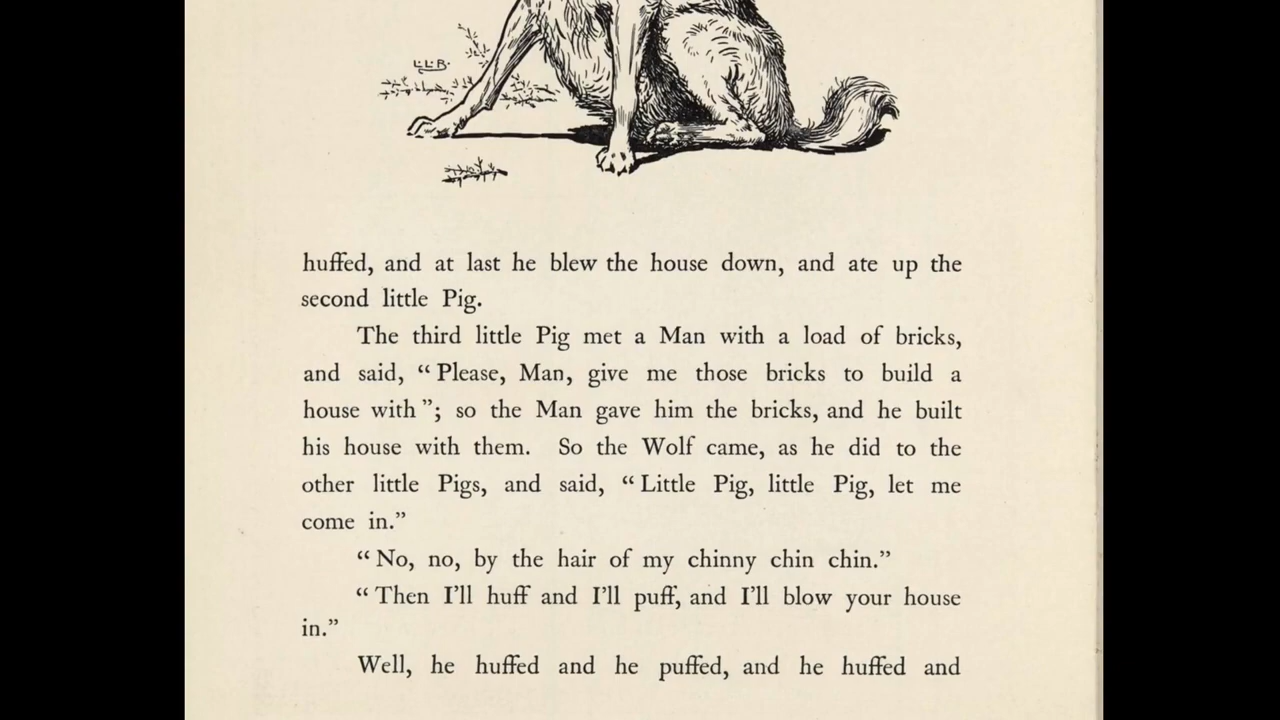 L.L.B.
huffed, and at last he blew the house down, and ate up the
second little Pig.
The third little Pig met a Man with a load of bricks,
and said, “Please, Man, give me those bricks to build a
house with”; so the Man gave him the bricks, and he built
his house with them. So the Wolf came, as he did to the
other little Pigs, and said, “Little Pig, little Pig, let me
come in.”
“No, no, by the hair of my chinny chin chin.”
“Then I’ll huff and I’ll puff, and I’ll blow your house
in.”
Well, he huffed and he puffed, and he huffed and